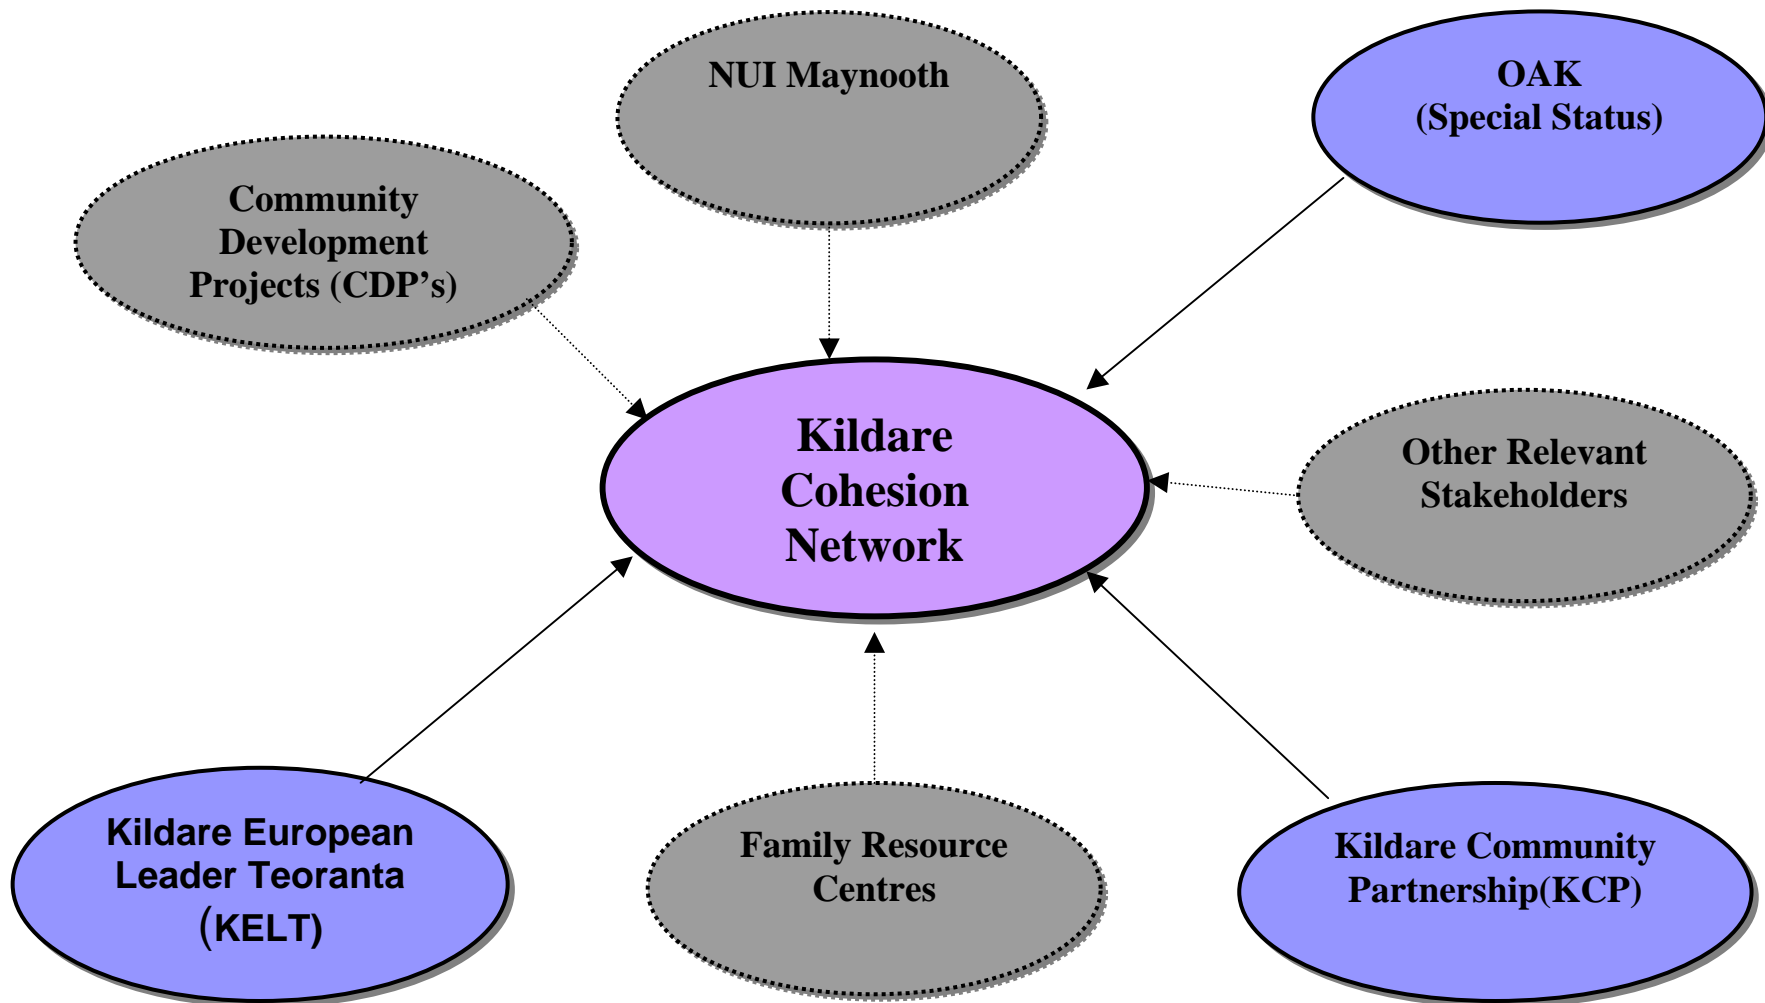 NUI Maynooth
OAK
(Special Status)
Community
Development
Projects (CDP’s)
Kildare
Cohesion
Network
Other Relevant
Stakeholders
Kildare European
Leader Teoranta
(KELT)
Family Resource
Centres
Kildare Community
Partnership(KCP)